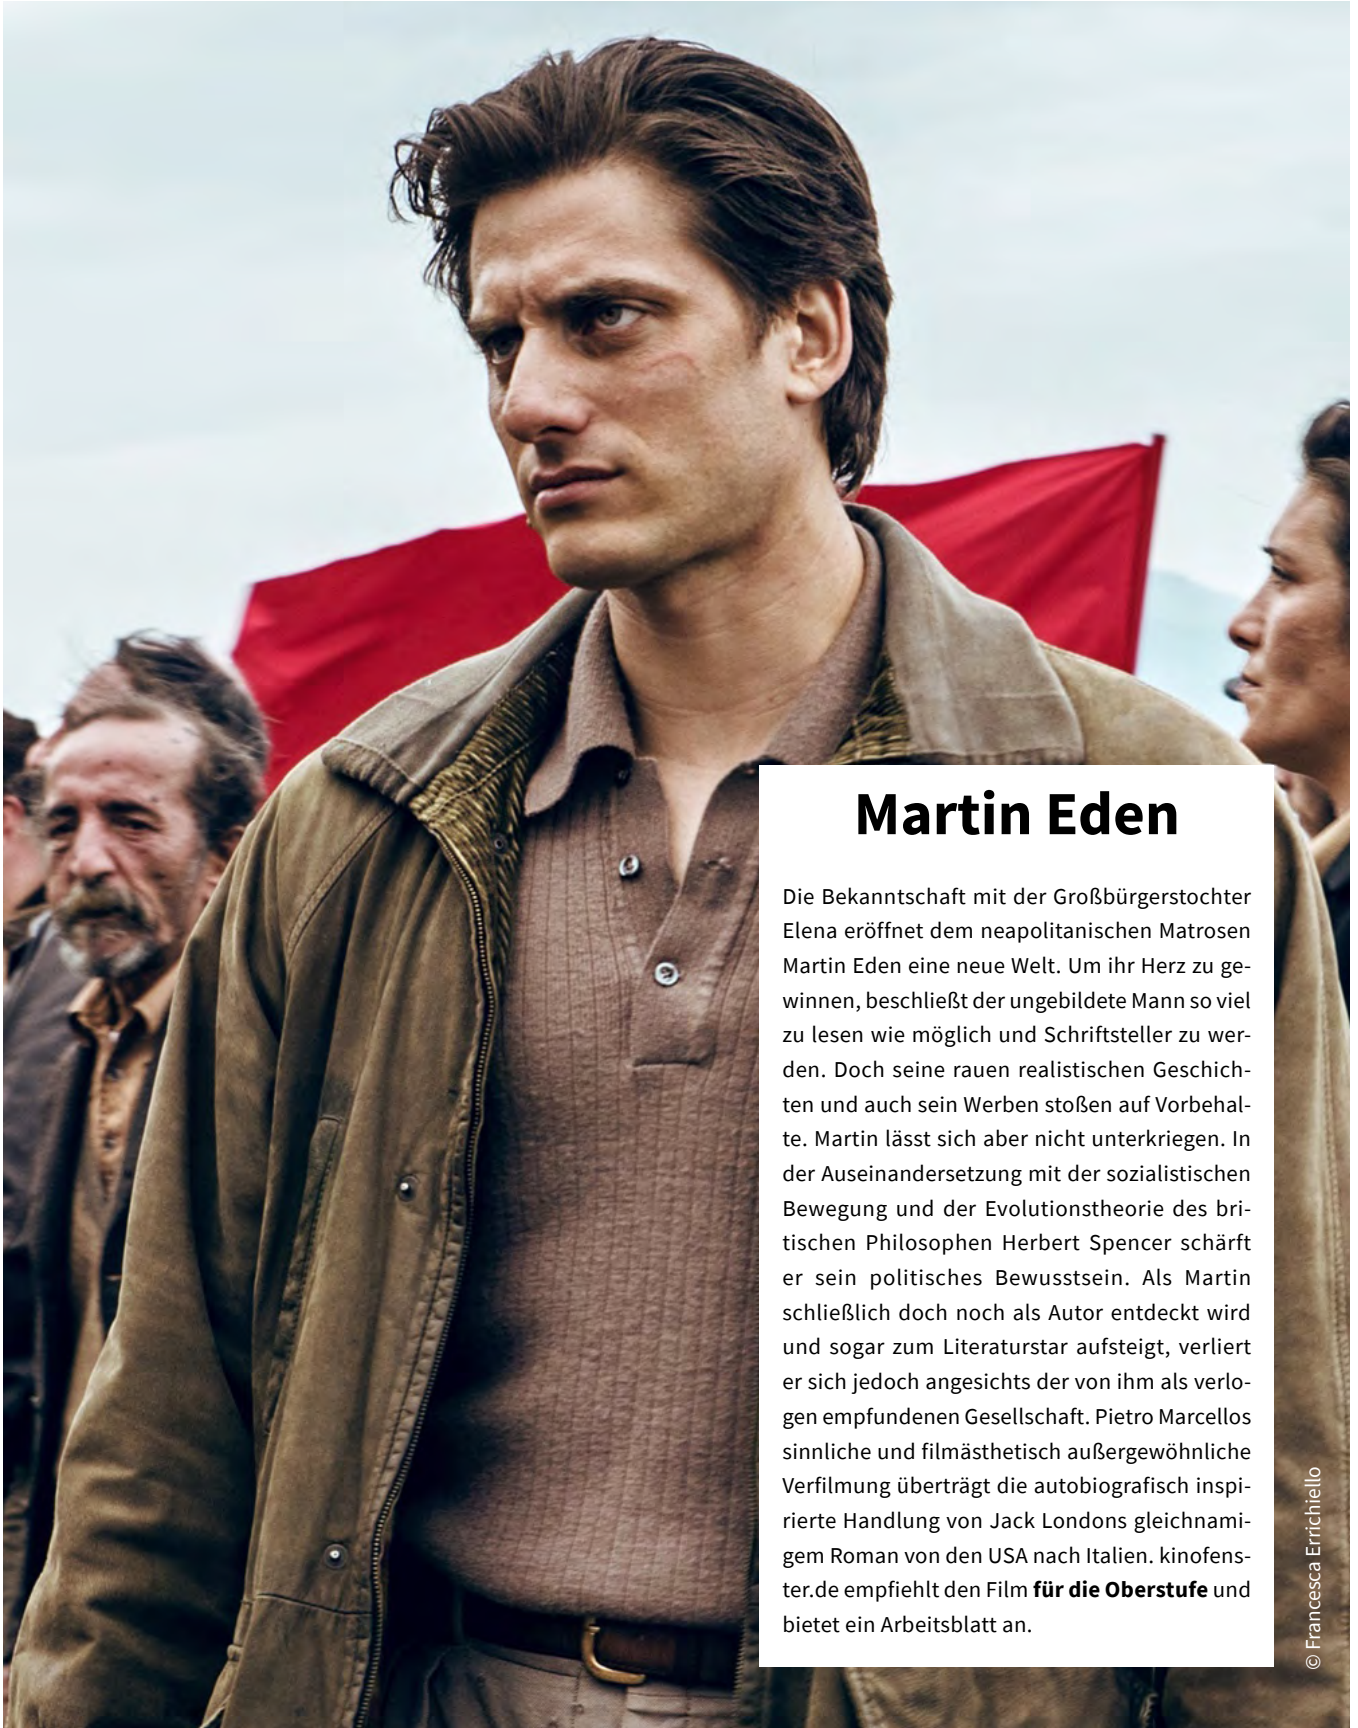 Martin Eden
Die Bekanntschaft mit der Großbürgerstochter
Elena eröffnet dem neapolitanischen Matrosen
Martin Eden eine neue Welt. Um ihr Herz zu ge-
winnen, beschließt der ungebildete Mann so viel
zu lesen wie möglich und Schriftsteller zu wer-
den. Doch seine rauen realistischen Geschich-
ten und auch sein Werben stoßen auf Vorbehal-
te. Martin lässt sich aber nicht unterkriegen. In
der Auseinandersetzung mit der sozialistischen
Bewegung und der Evolutionstheorie des bri-
tischen Philosophen Herbert Spencer schärft
er sein politisches Bewusstsein. Als Martin
schließlich doch noch als Autor entdeckt wird
und sogar zum Literaturstar aufsteigt, verliert
er sich jedoch angesichts der von ihm als verlo-
gen empfundenen Gesellschaft. Pietro Marcellos
sinnliche und filmästhetisch außergewöhnliche
Verfilmung überträgt die autobiografisch inspi-
rierte Handlung von Jack Londons gleichnami-
gem Roman von den USA nach Italien. kinofens-
ter.de empfiehlt den Film für die Oberstufe und
bietet ein Arbeitsblatt an.
© Francesca Errichiello